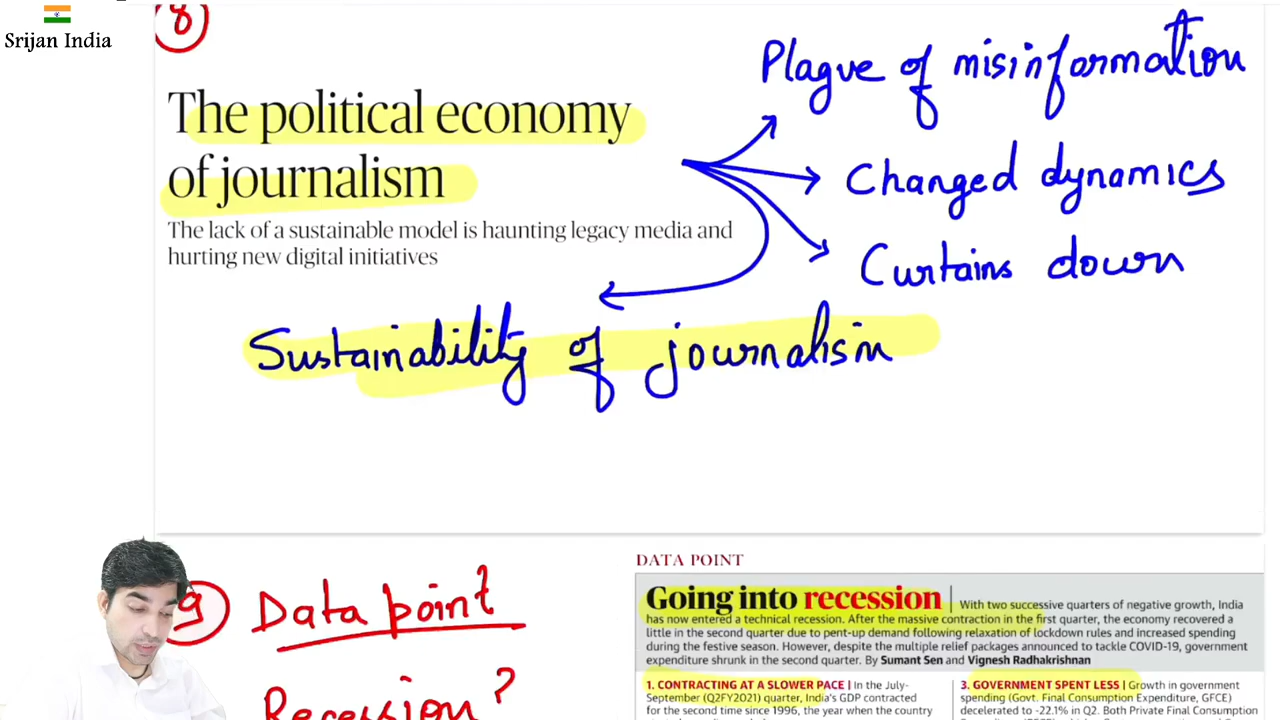 Srijan India
8
The political economy
of journalism
The lack of a sustainable model is haunting legacy media and
hurting new digital initiatives
Plague of misinformation
Changed dynamics
Curtains down
Sustainability of journalism
9 Data point
Recession?
DATA POINT
Going into recession | With two successive quarters of negative growth, India
has now entered a technical recession. After the massive contraction in the first quarter, the economy recovered a
little in the second quarter due to pent-up demand following relaxation of lockdown rules and increased spending
during the festive season. However, despite the multiple relief packages announced to tackle COVID-19, government
expenditure shrunk in the second quarter. By Sumant Sen and Vignesh Radhakrishnan
1. CONTRACTING AT A SLOWER PACE | In the July-
September (Q2FY2021) quarter, India's GDP contracted
for the second time since 1996, the year when the country
3. GOVERNMENT SPENT LESS | Growth in government
spending (Govt. Final Consumption Expenditure, GFCE)
decelerated to -22.1% in Q2. Both Private Final Consumption